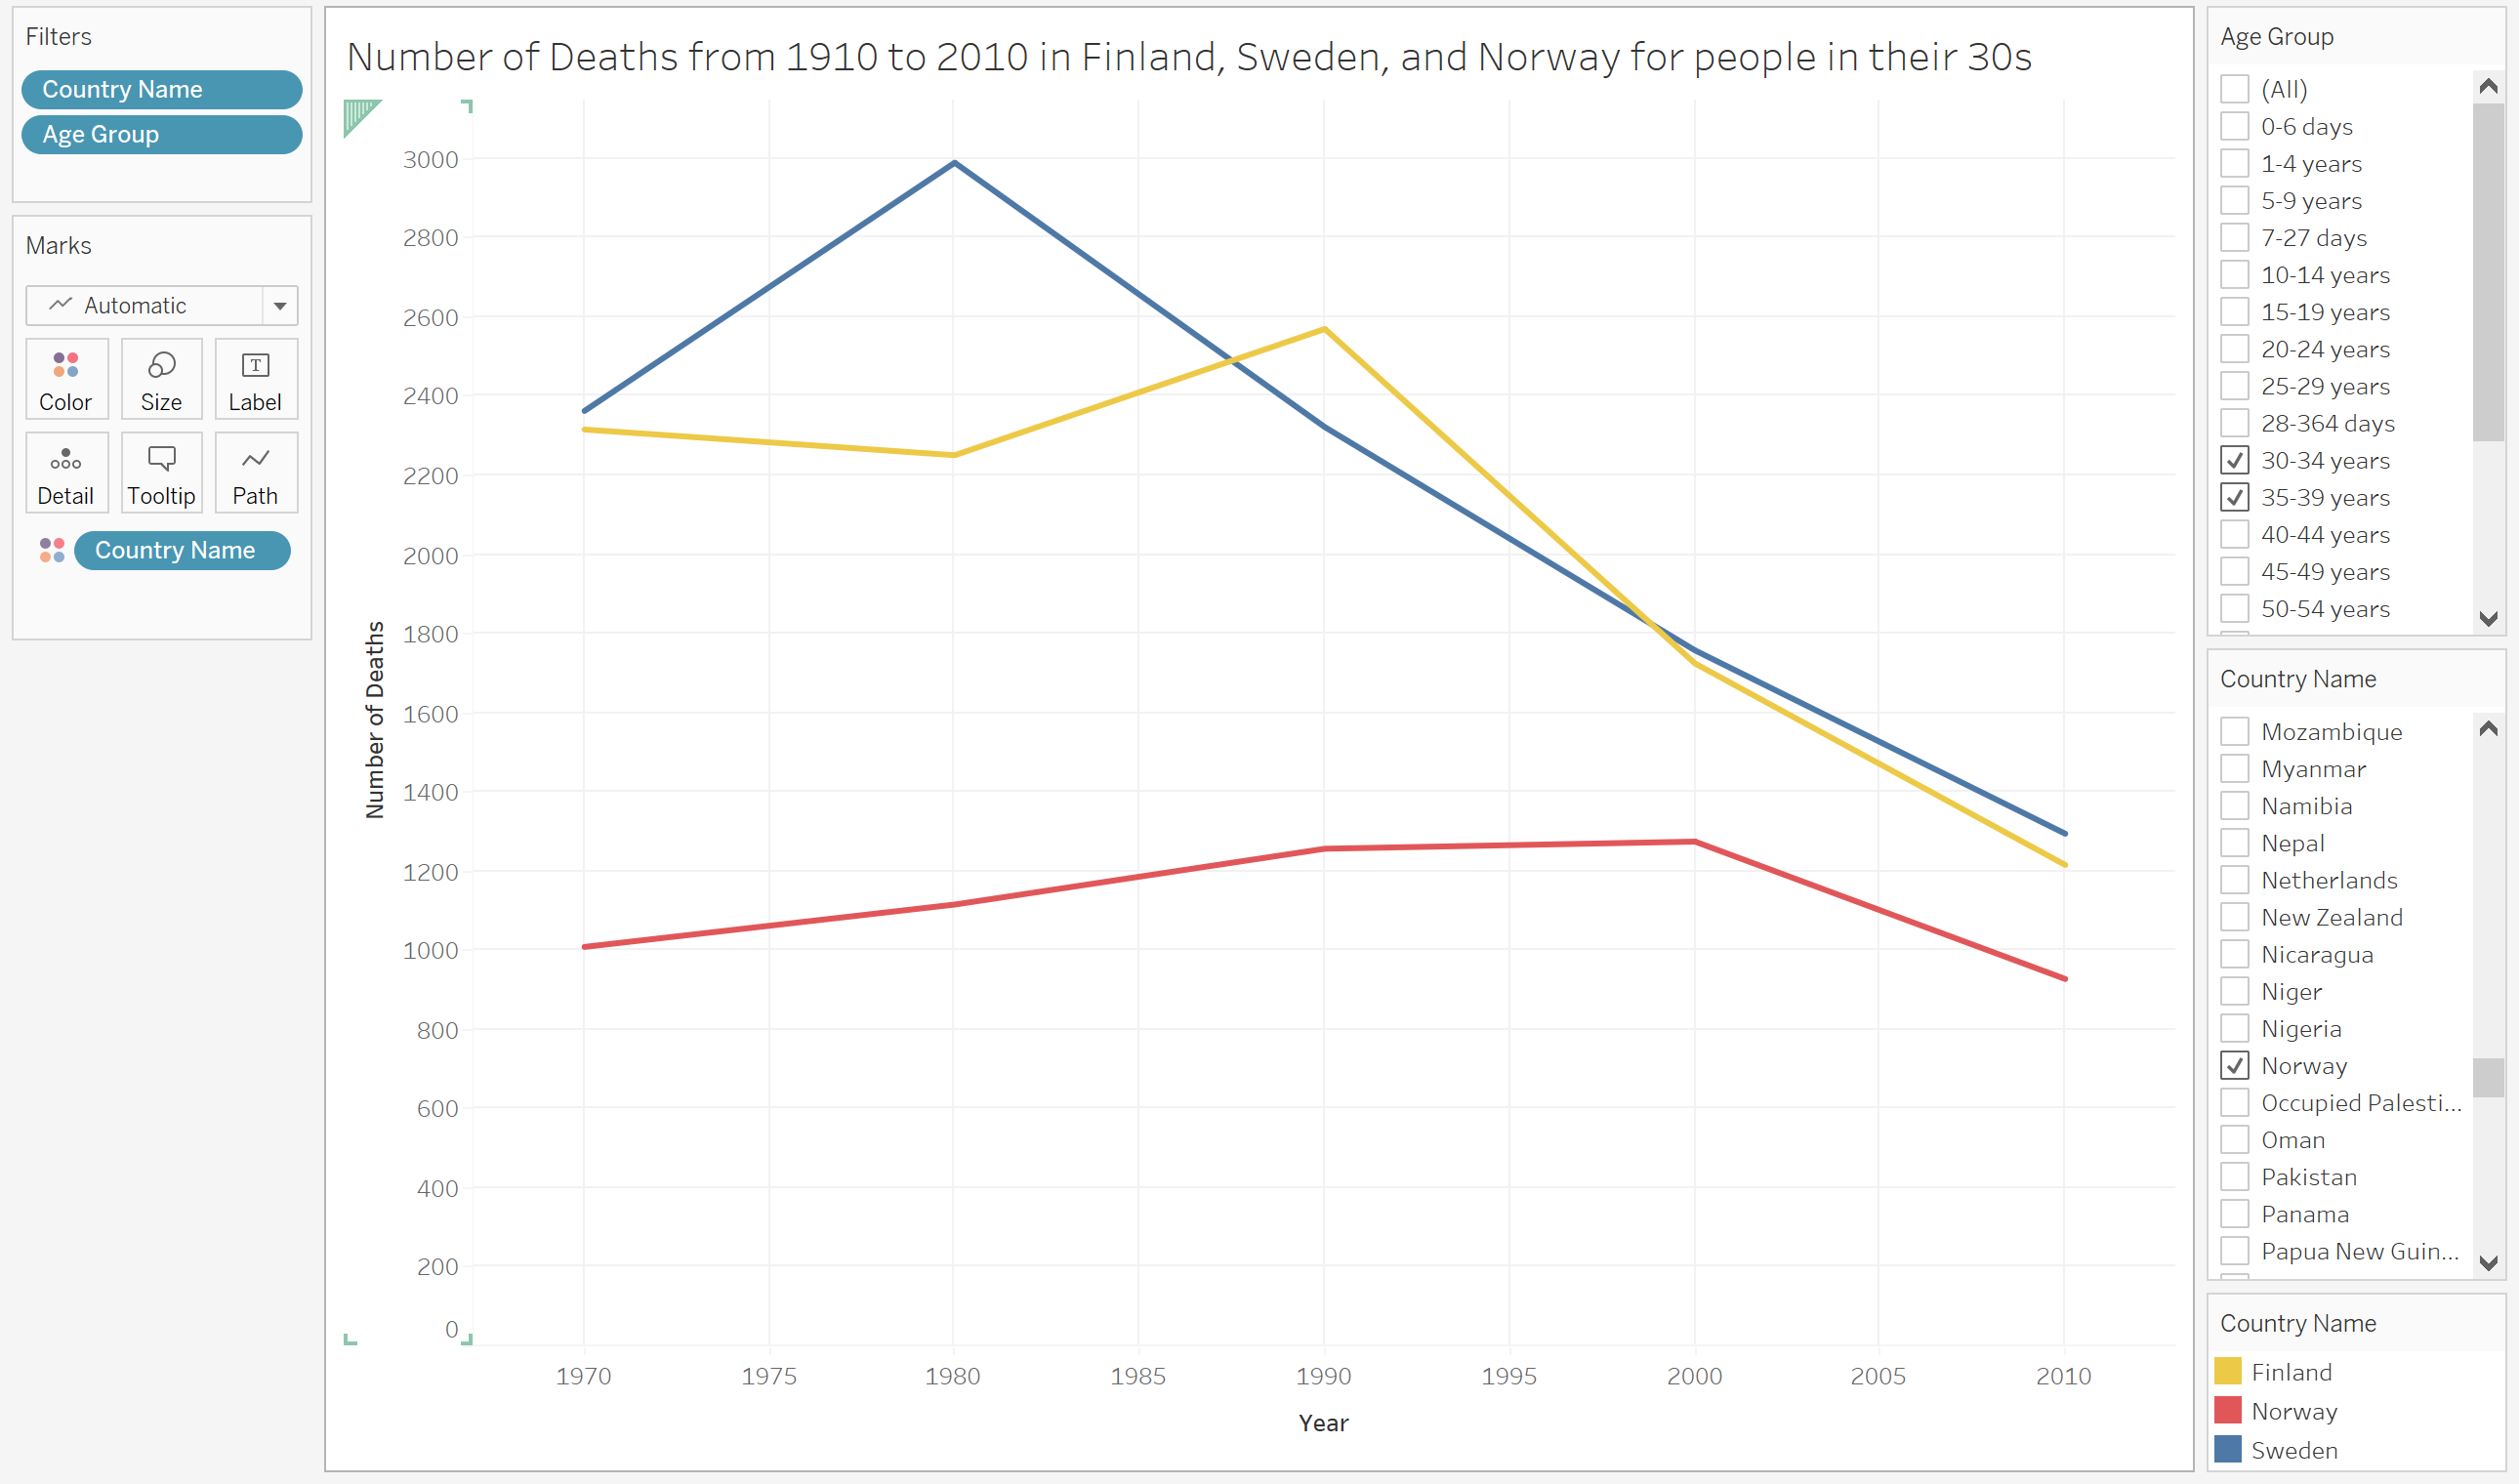 Filters
Country Name
Age Group
Marks
Automatic
Color Size Label
Detail Tooltip Path
Country Name
Number of Deaths from 1910 to 2010 in Finland, Sweden, and Norway for people in their 30s
3000
2800
2600
2400
2200
2000
1800
1600
1400
1200
1000
800
600
400
200
0
Number of Deaths
1970 1975 1980 1985 1990 1995 2000 2005 2010
Year
Age Group
(All)
0-6 days
1-4 years
5-9 years
7-27 days
10-14 years
15-19 years
20-24 years
25-29 years
28-364 days
30-34 years
35-39 years
40-44 years
45-49 years
50-54 years
Country Name
Mozambique
Myanmar
Namibia
Nepal
Netherlands
New Zealand
Nicaragua
Niger
Nigeria
Norway
Occupied Palesti...
Oman
Pakistan
Panama
Papua New Guin...
Country Name
Finland
Norway
Sweden